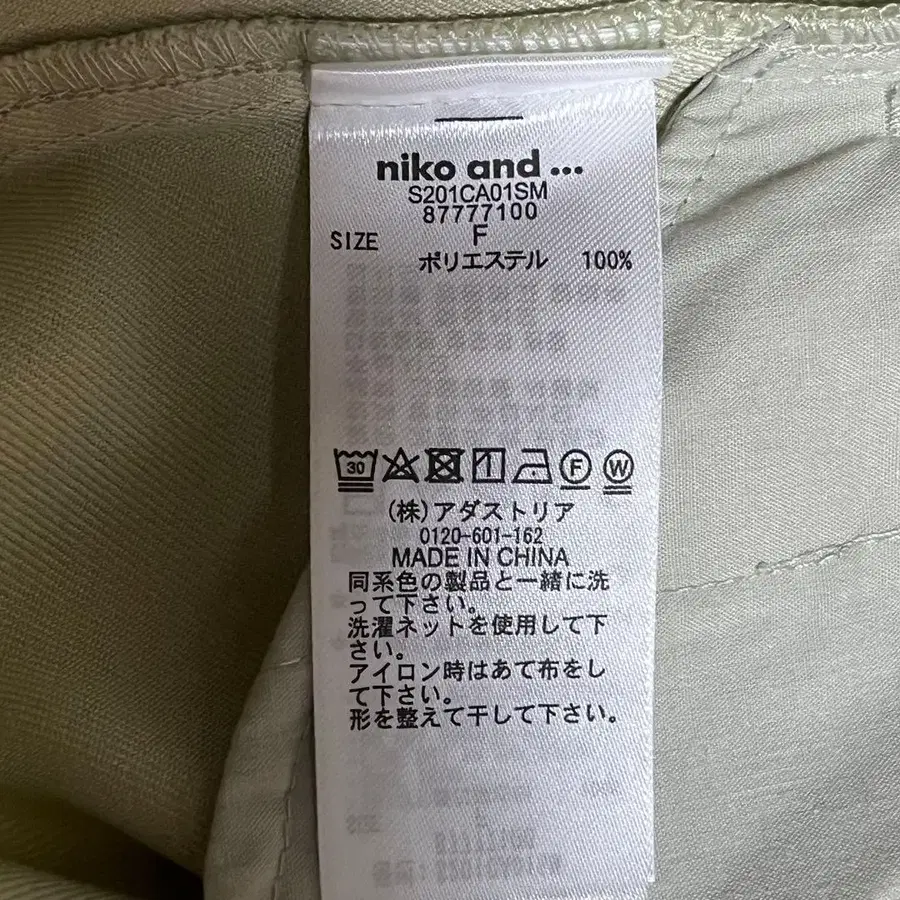 niko and ...
S201CA01SM
87777100
SIZE F
ポリエステル 100%
30 F W
(株)アダストリア
0120-601-162
MADE IN CHINA
同系色の製品と一緒に洗
って下さい。
洗濯ネットを使用して下
さい。
アイロン時はあて布をし
て下さい。
形を整えて干して下さい。